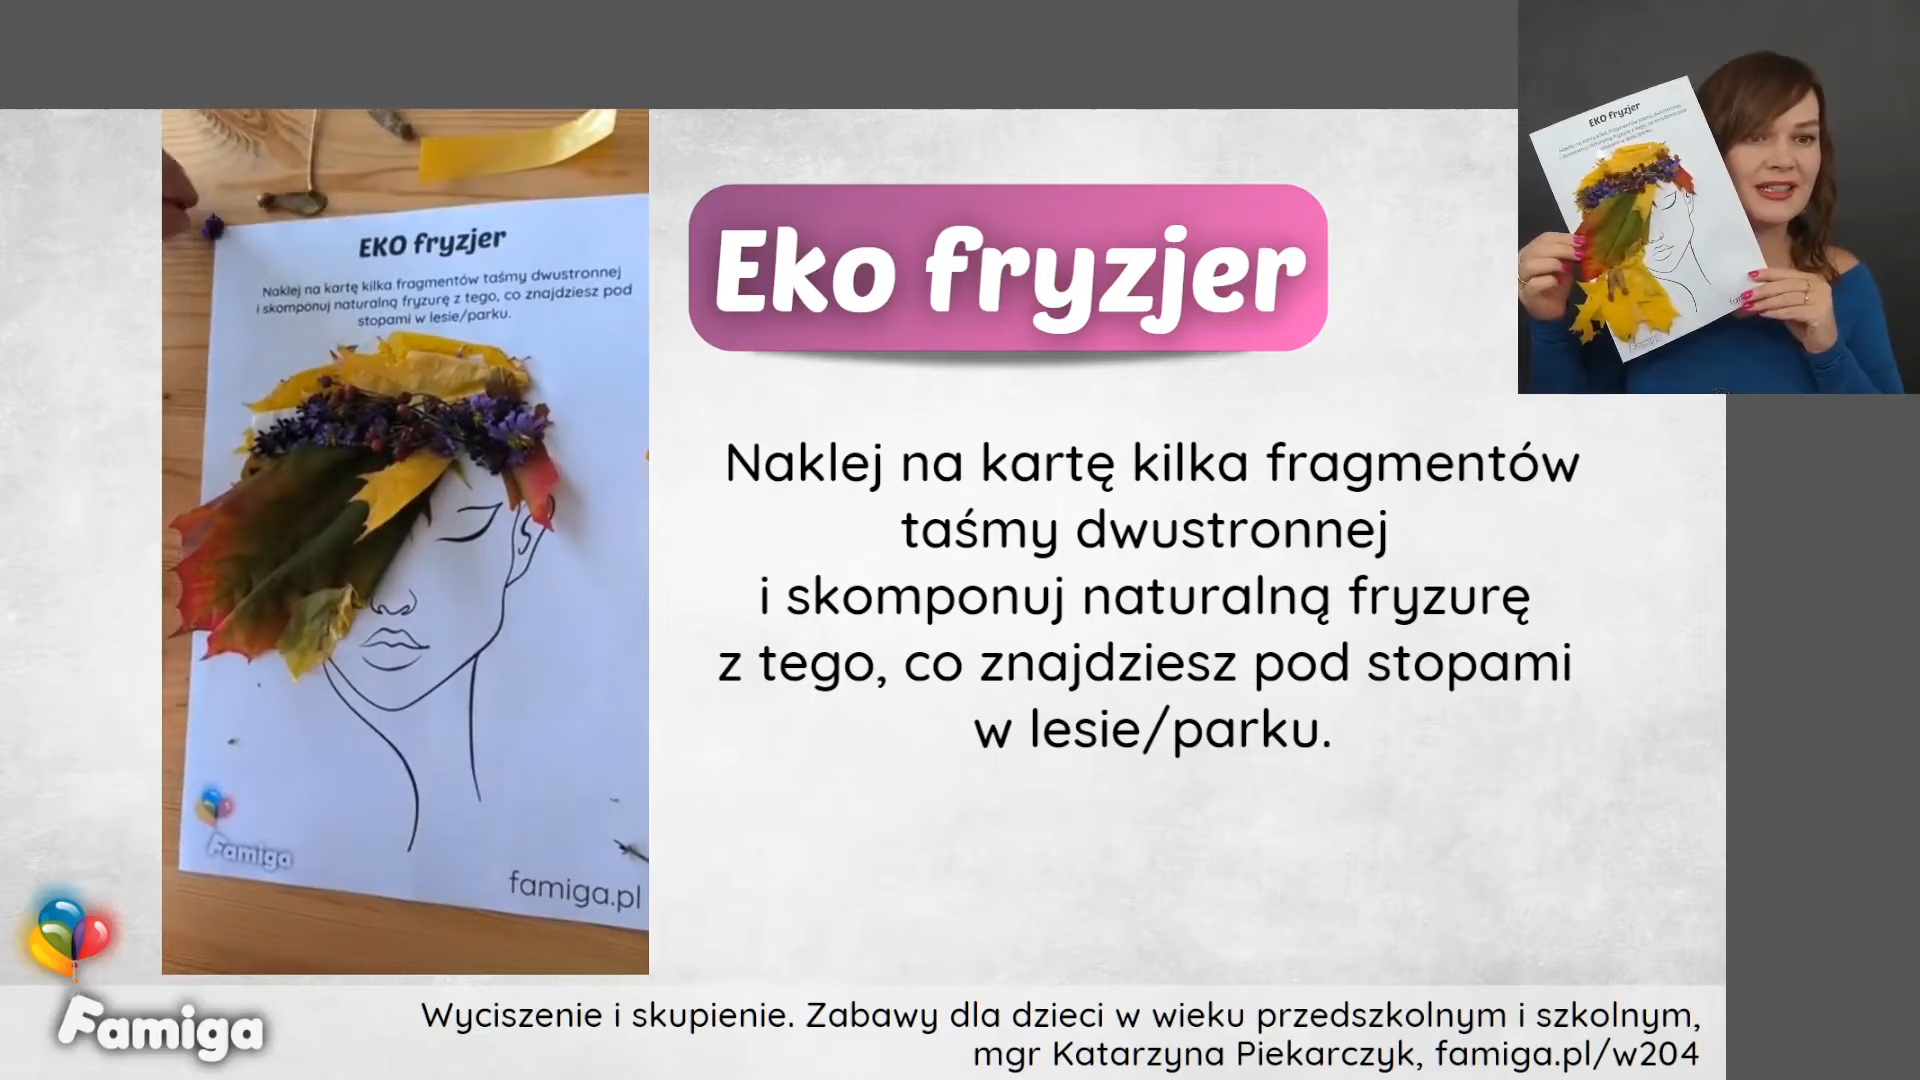 EKO fryzjer
Naklej na kartę kilka fragmentów taśmy dwustronnej
i skomponuj naturalną fryzurę z tego, co znajdziesz pod
stopami w lesie/parku.
Famiga
famiga.pl
Eko fryzjer
Naklej na kartę kilka fragmentów
taśmy dwustronnej
i skomponuj naturalną fryzurę
z tego, co znajdziesz pod stopami
w lesie/parku.
EKO fryzjer
Famiga
Wyciszenie i skupienie. Zabawy dla dzieci w wieku przedszkolnym i szkolnym,
mgr Katarzyna Piekarczyk, famiga.pl/w204